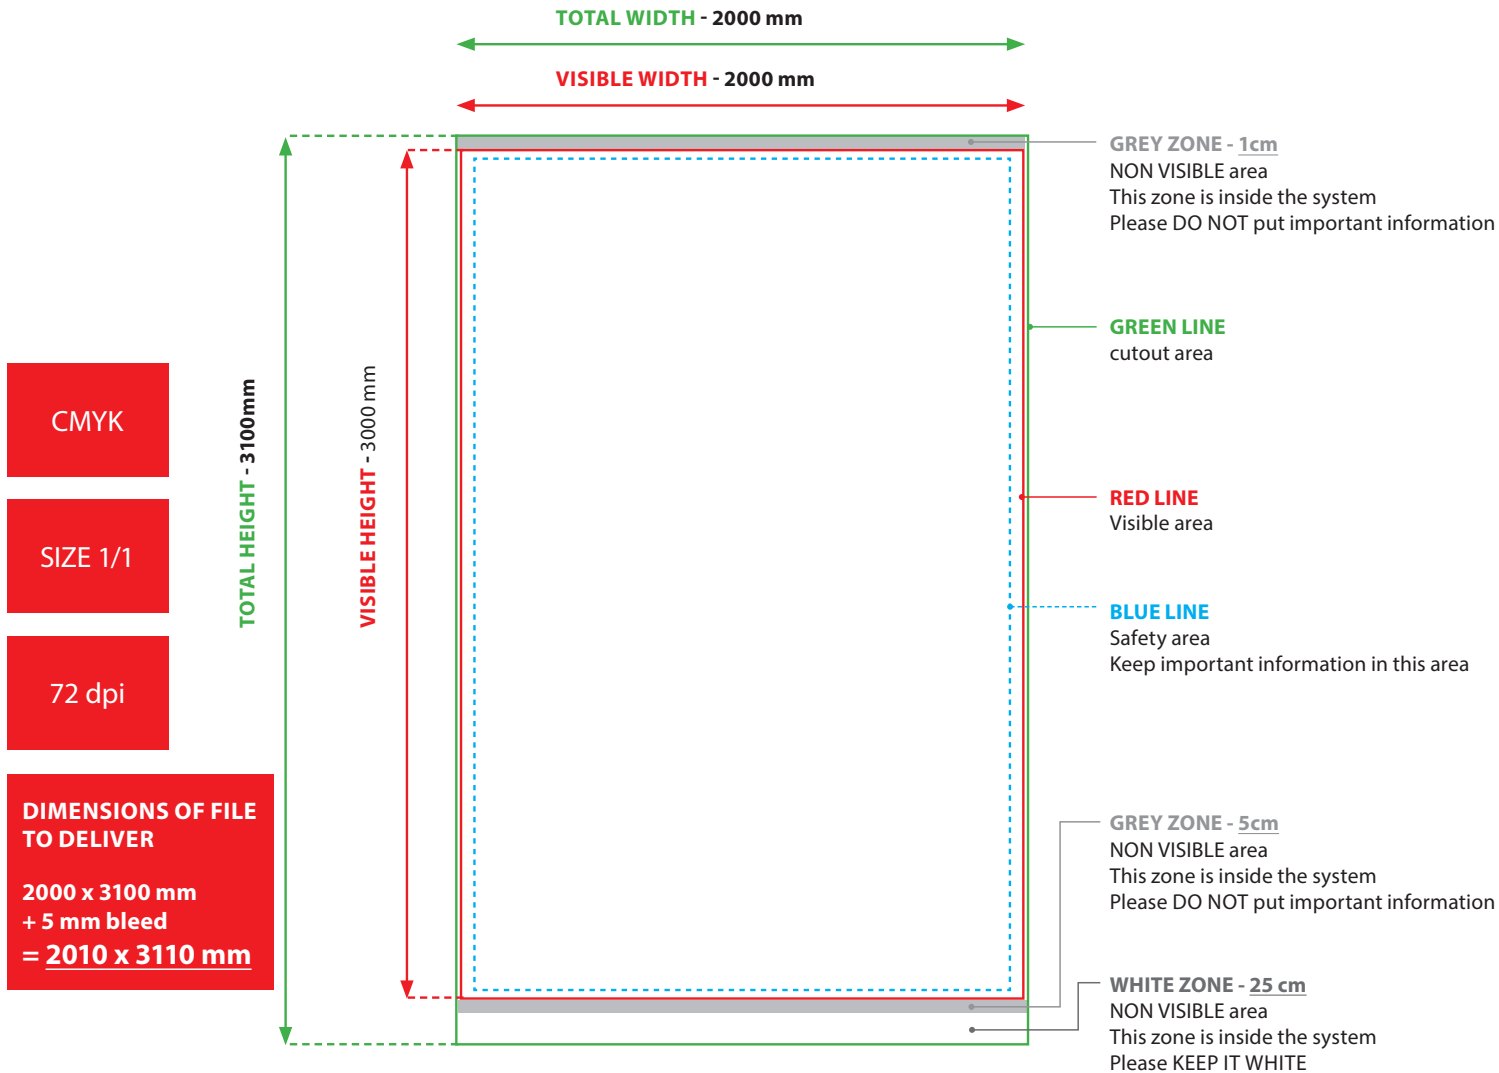 TOTAL WIDTH - 2000 mm
VISIBLE WIDTH - 2000 mm
GREY ZONE - 1cm
NON VISIBLE area
This zone is inside the system
Please DO NOT put important information
GREEN LINE
cutout area
CMYK
SIZE 1/1
72 dpi
DIMENSIONS OF FILE
TO DELIVER
2000 x 3100 mm
+ 5 mm bleed
= 2010 x 3110 mm
TOTAL HEIGHT - 3100mm
VISIBLE HEIGHT - 3000 mm
RED LINE
Visible area
BLUE LINE
Safety area
Keep important information in this area
GREY ZONE - 5cm
NON VISIBLE area
This zone is inside the system
Please DO NOT put important information
WHITE ZONE - 25 cm
NON VISIBLE area
This zone is inside the system
Please KEEP IT WHITE